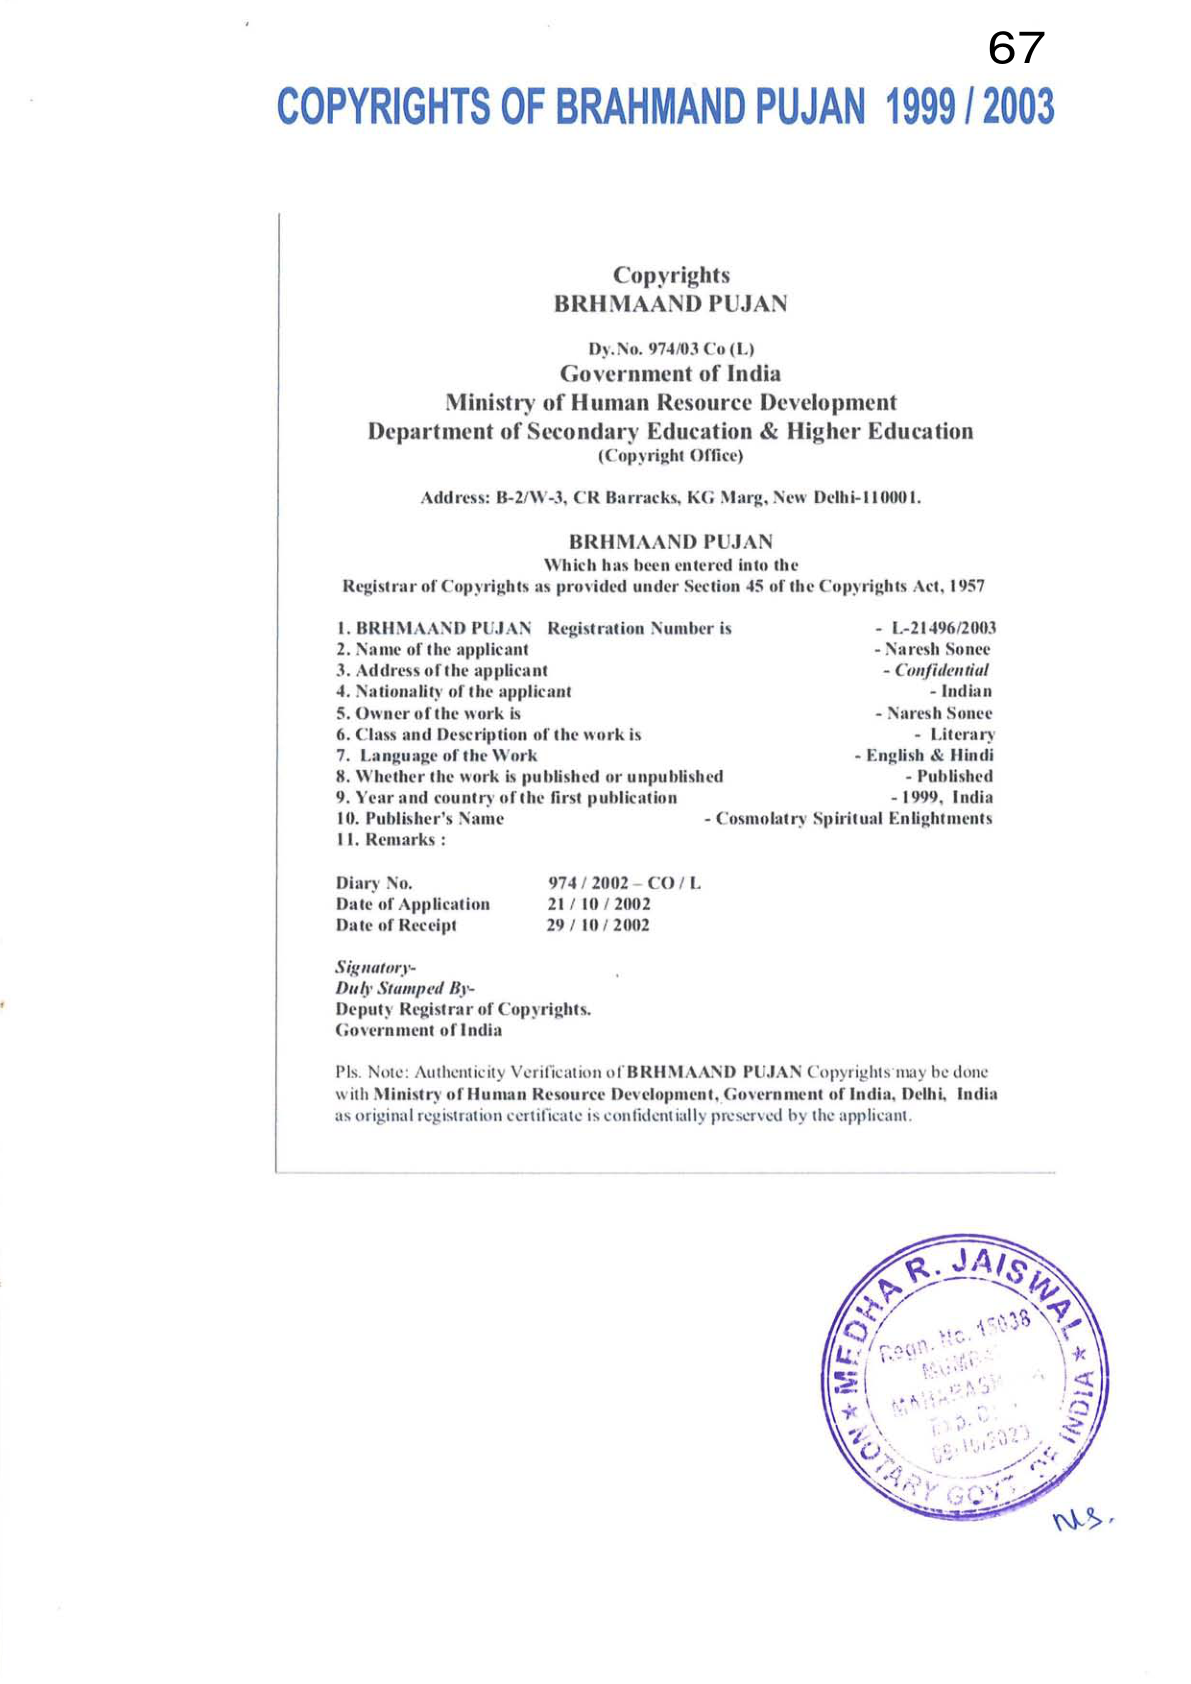 67
COPYRIGHTS OF BRAHMAND PUJAN 1999 / 2003
Copyrights
BRHMAAND PUJAN
Dy.No. 974/03 Co (L)
Government of India
Ministry of Human Resource Development
Department of Secondary Education & Higher Education
(Copyright Office)
Address: B-2/W-3, CR Barracks, KG Marg, New Delhi-110001.
BRHMAAND PUJAN
Which has been entered into the
Registrar of Copyrights as provided under Section 45 of the Copyrights Act, 1957
1. BRHMAAND PUJAN Registration Number is - L-21496/2003
2. Name of the applicant - Naresh Sonee
3. Address of the applicant - Confidential
4. Nationality of the applicant - Indian
5. Owner of the work is - Naresh Sonee
6. Class and Description of the work is - Literary
7. Language of the Work - English & Hindi
8. Whether the work is published or unpublished - Published
9. Year and country of the first publication - 1999, India
10. Publisher's Name - Cosmolatry Spiritual Enlightments
11. Remarks :
Diary No. 974 / 2002 – CO / L
Date of Application 21 / 10 / 2002
Date of Receipt 29 / 10 / 2002
Signatory-
Duly Stamped By-
Deputy Registrar of Copyrights.
Government of India
Pls. Note: Authenticity Verification of BRHMAAND PUJAN Copyrights may be done
with Ministry of Human Resource Development, Government of India, Delhi, India
as original registration certificate is confidentially preserved by the applicant.
MEDHA R. JAISWAL
Regn. No. 15038
NOTARY GOVT. OF INDIA